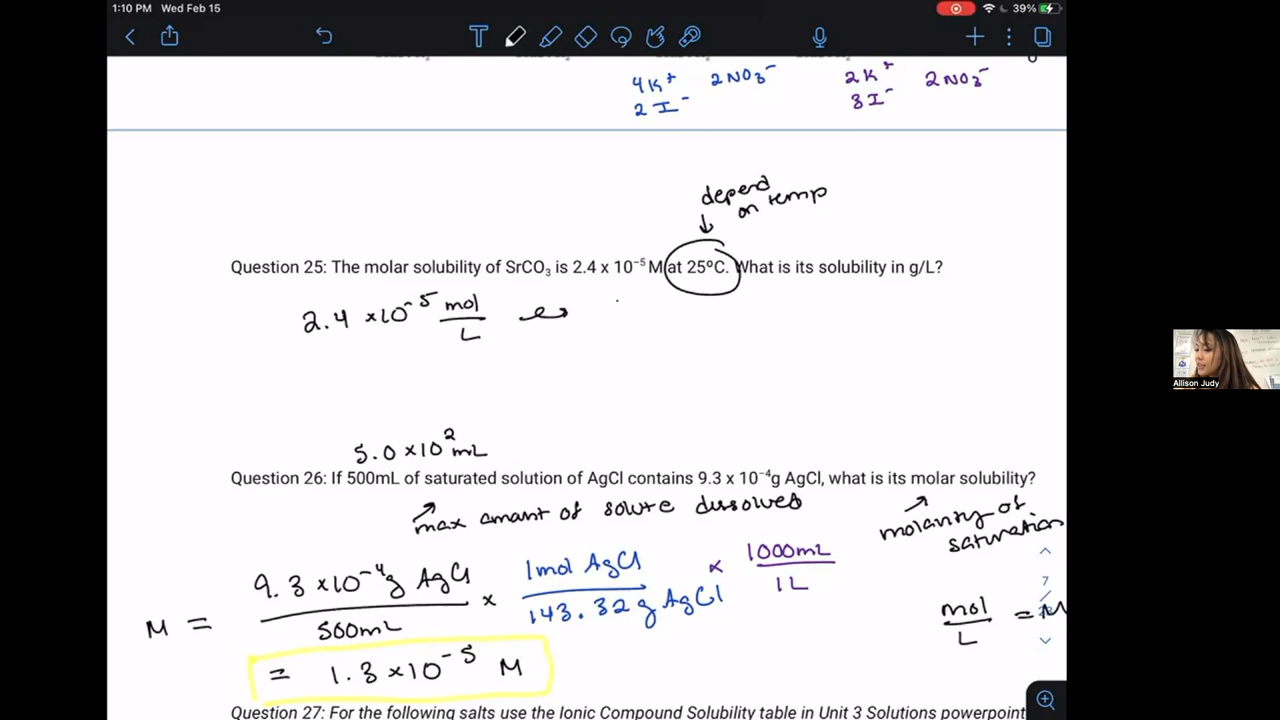 1:10 PM Wed Feb 15
39%
4K⁺ 2NO₃⁻ 2K⁺ 2NO₃⁻
2I⁻ 3I⁻
depend
on temp
Question 25: The molar solubility of SrCO₃ is 2.4 x 10⁻⁵ M at 25ºC. What is its solubility in g/L?
2.4 ×10⁻⁵ mol
L
5.0 ×10² mL
Question 26: If 500mL of saturated solution of AgCl contains 9.3 x 10⁻⁴g AgCl, what is its molar solubility?
max amount of solute dissolved
molarity of
saturation
M = 9.3 ×10⁻⁴g AgCl × 1mol AgCl × 1000mL
500mL 143.32 g AgCl 1L
mol = M
L
= 1.3 ×10⁻⁵ M
7
Question 27: For the following salts use the Ionic Compound Solubility table in Unit 3 Solutions powerpoint
Allison Judy